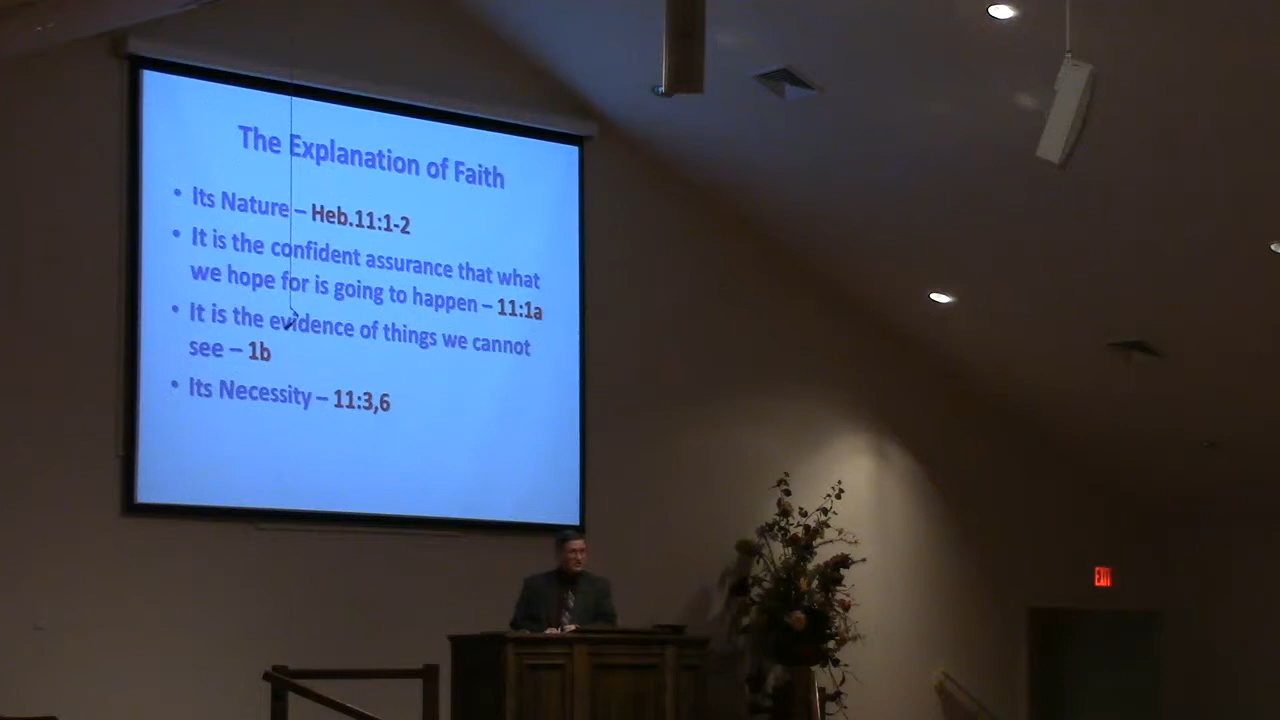 The Explanation of Faith
• Its Nature – Heb.11:1-2
• It is the confident assurance that what
we hope for is going to happen – 11:1a
• It is the evidence of things we cannot
see – 1b
• Its Necessity – 11:3,6
EXIT